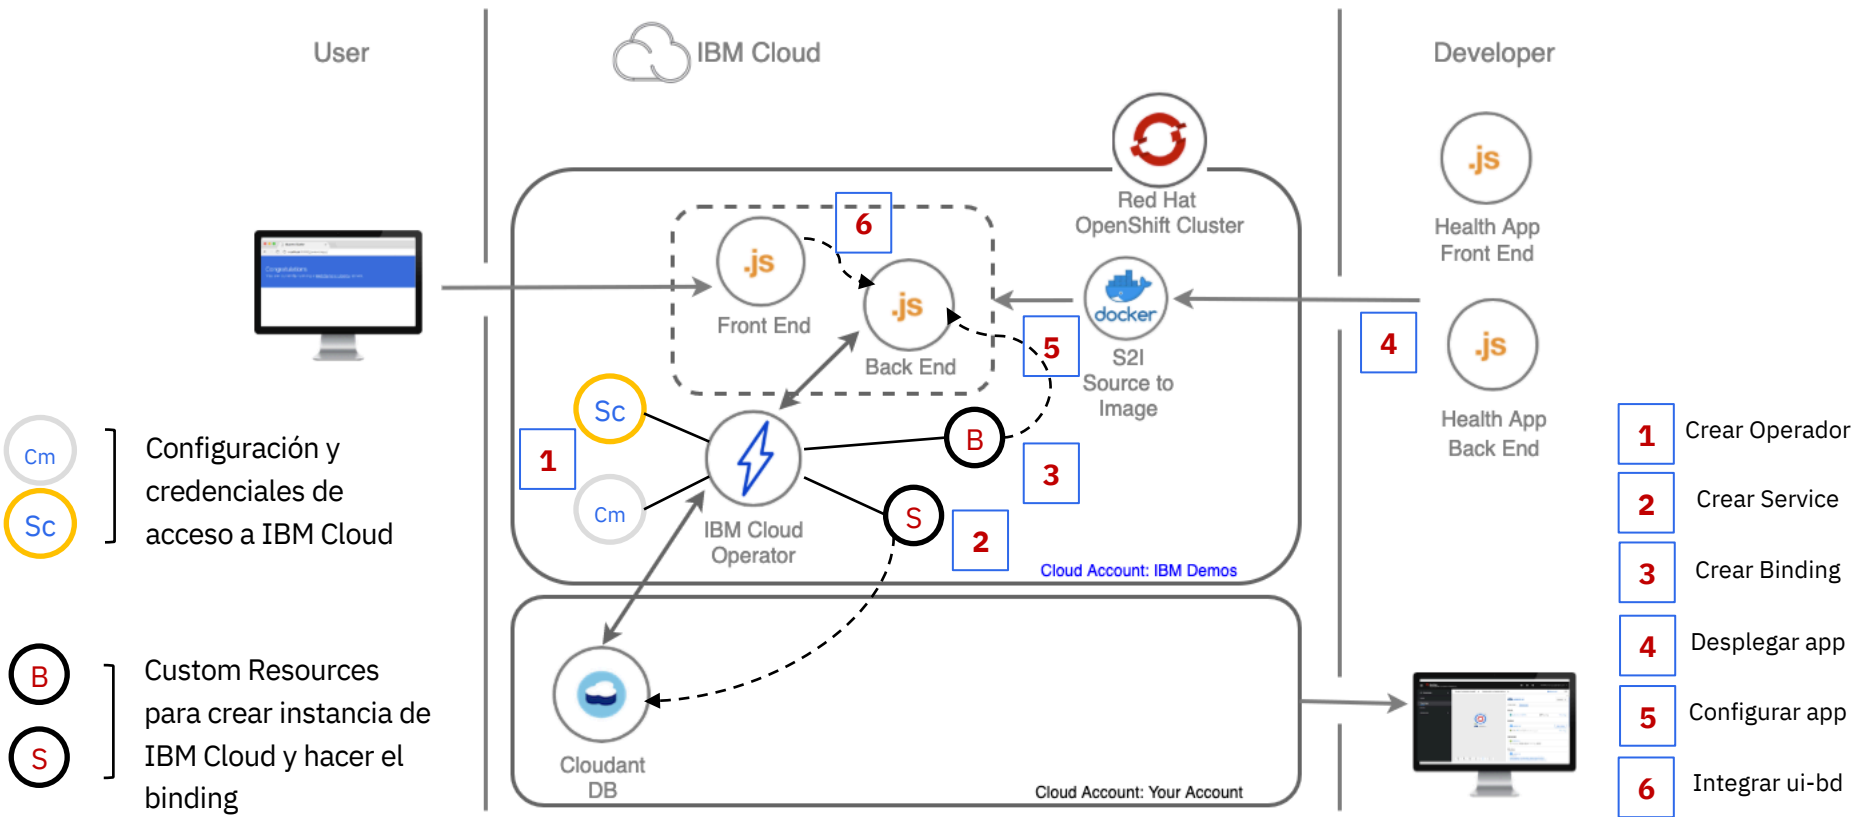 User
IBM Cloud
Developer
.js
Health App
Front End
Red Hat
OpenShift Cluster
6
.js
Front End
.js
Back End
docker
S2I
Source to
Image
5
4
.js
Health App
Back End
Sc
1
Cm
B
3
S
2
IBM Cloud
Operator
Cloud Account: IBM Demos
Cloudant
DB
Cloud Account: Your Account
Cm
Sc
Configuración y
credenciales de
acceso a IBM Cloud
B
S
Custom Resources
para crear instancia de
IBM Cloud y hacer el
binding
1 Crear Operador
2 Crear Service
3 Crear Binding
4 Desplegar app
5 Configurar app
6 Integrar ui-bd